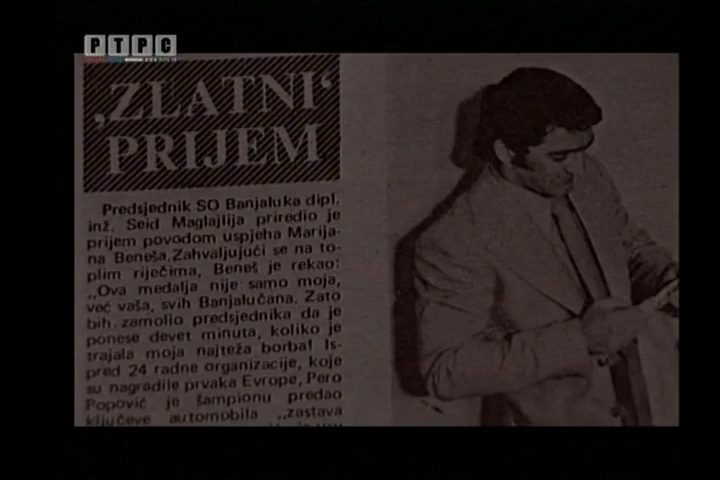 РТРС
‚ZLATNI‘
PRIJEM
Predsjednik SO Banjaluka dipl.
inž. Seid Maglajlija priredio je
prijem povodom uspjeha Marija-
na Beneša. Zahvaljujući se na to-
plim riječima, Beneš je rekao:
„Ova medalja nije samo moja,
već vaša, svih Banjalučana. Zato
bih zamolio predsjednika da je
ponese devet minuta, koliko je
trajala moja najteža borba! Is-
pred 24 radne organizacije, koje
su nagradile prvaka Evrope, Pero
Popović je šampionu predao
ključeve automobila „zastava